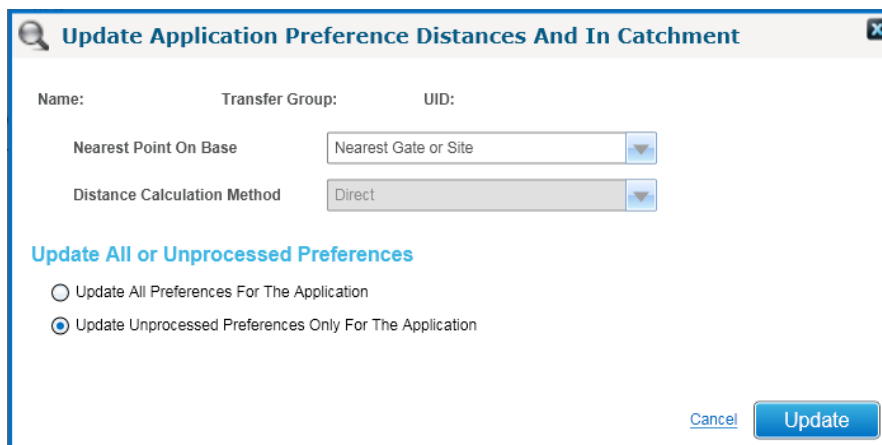 Update Application Preference Distances And In Catchment
Name: Transfer Group: UID:
Nearest Point On Base Nearest Gate or Site
Distance Calculation Method Direct
Update All or Unprocessed Preferences
Update All Preferences For The Application
Update Unprocessed Preferences Only For The Application
Cancel Update